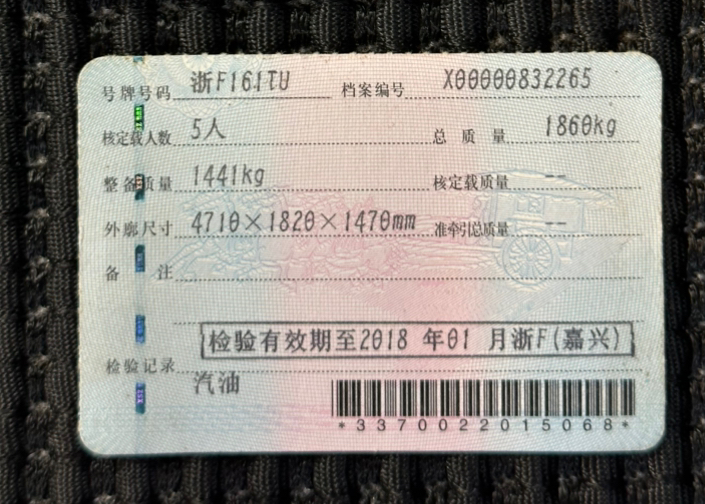 号牌号码 浙F161TU 档案编号 X00000832265
核定载人数 5人 总质量 1860kg
整备质量 1441kg 核定载质量 --
外廓尺寸 4710×1820×1470mm 准牵引总质量 --
备注
检验有效期至2018 年01 月浙F(嘉兴)
检验记录
汽油
*3370022015068*